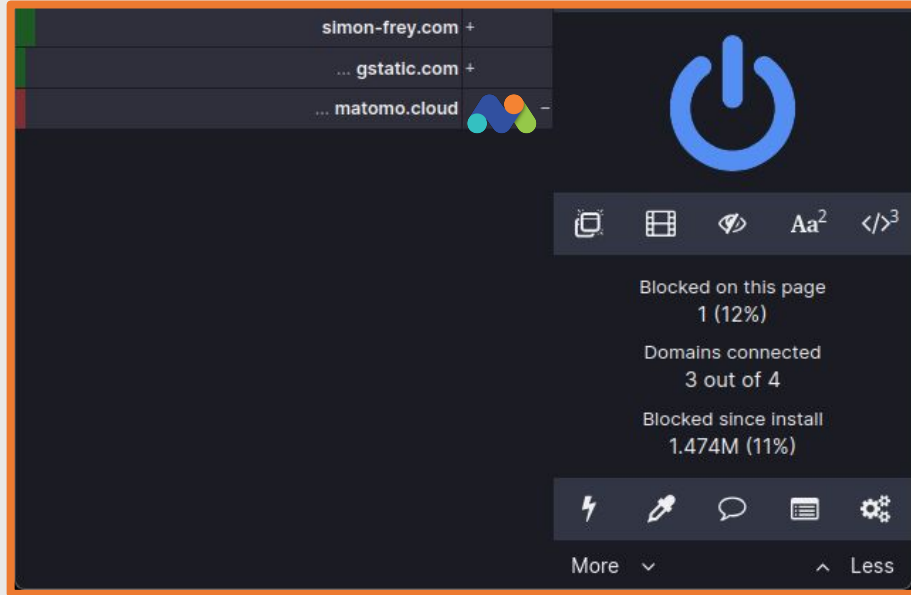 simon-frey.com +
... gstatic.com +
... matomo.cloud −
Aa2 </>3
Blocked on this page
1 (12%)
Domains connected
3 out of 4
Blocked since install
1.474M (11%)
More Less